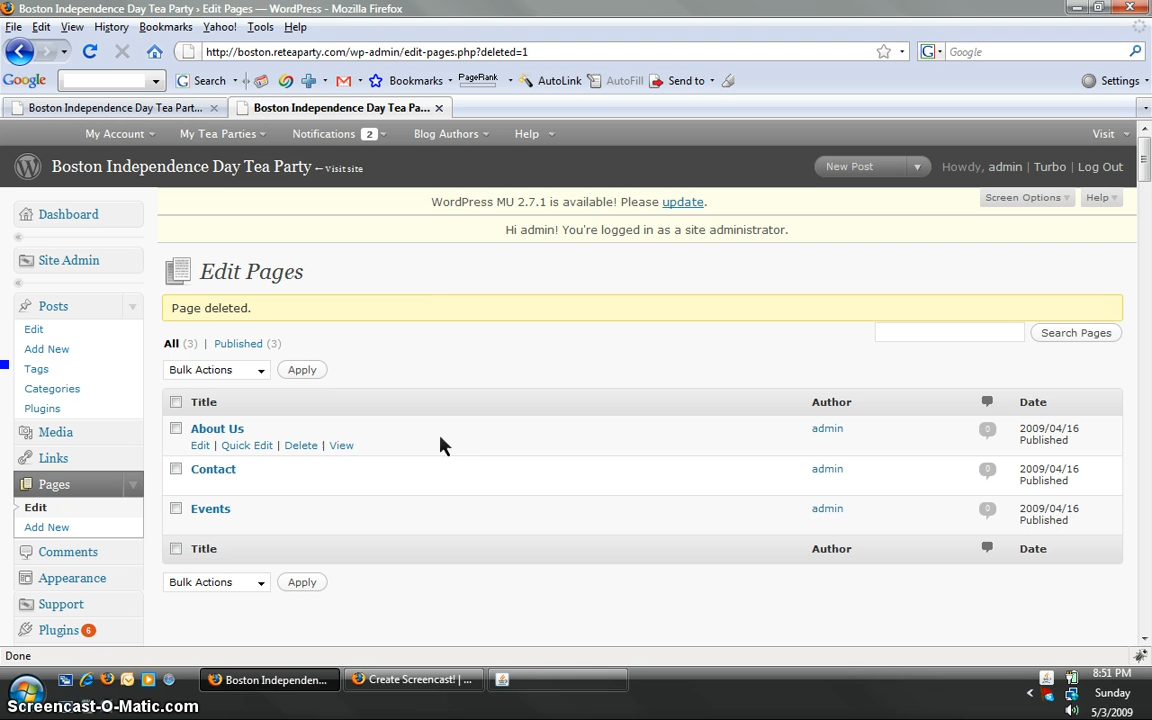 Boston Independence Day Tea Party › Edit Pages — WordPress - Mozilla Firefox
File Edit View History Bookmarks Yahoo! Tools Help
http://boston.reteaparty.com/wp-admin/edit-pages.php?deleted=1
G Google
Google G Search Bookmarks PageRank AutoLink AutoFill Send to Settings
Boston Independence Day Tea Part... Boston Independence Day Tea Pa...
My Account My Tea Parties Notifications 2 Blog Authors Help Visit
Boston Independence Day Tea Party ←Visit site New Post Howdy, admin | Turbo | Log Out
WordPress MU 2.7.1 is available! Please update. Screen Options Help
Hi admin! You're logged in as a site administrator.
Dashboard
Site Admin
Posts
Edit
Add New
Tags
Categories
Plugins
Media
Links
Pages
Edit
Add New
Comments
Appearance
Support
Plugins 6
Edit Pages
Page deleted.
All (3) | Published (3)
Search Pages
Bulk Actions Apply
Title Author Date
About Us admin 0 2009/04/16
Edit | Quick Edit | Delete | View Published
Contact admin 0 2009/04/16
Published
Events admin 0 2009/04/16
Published
Title Author Date
Bulk Actions Apply
Done
Boston Independen... Create Screencast! | ...
8:51 PM
Sunday
5/3/2009
Screencast-O-Matic.com